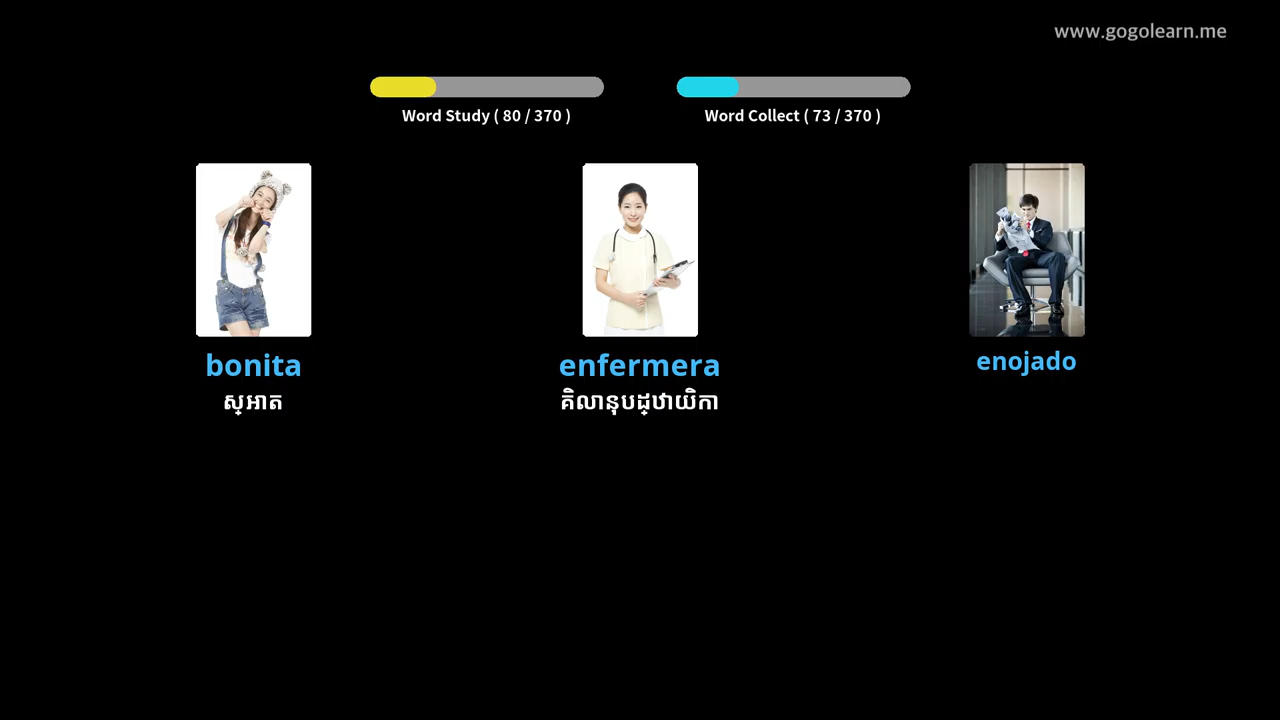 www.gogolearn.me
Word Study ( 80 / 370 )
Word Collect ( 73 / 370 )
bonita
enfermera
enojado
ស្អាត
គិលានុបដ្ឋាយិកា